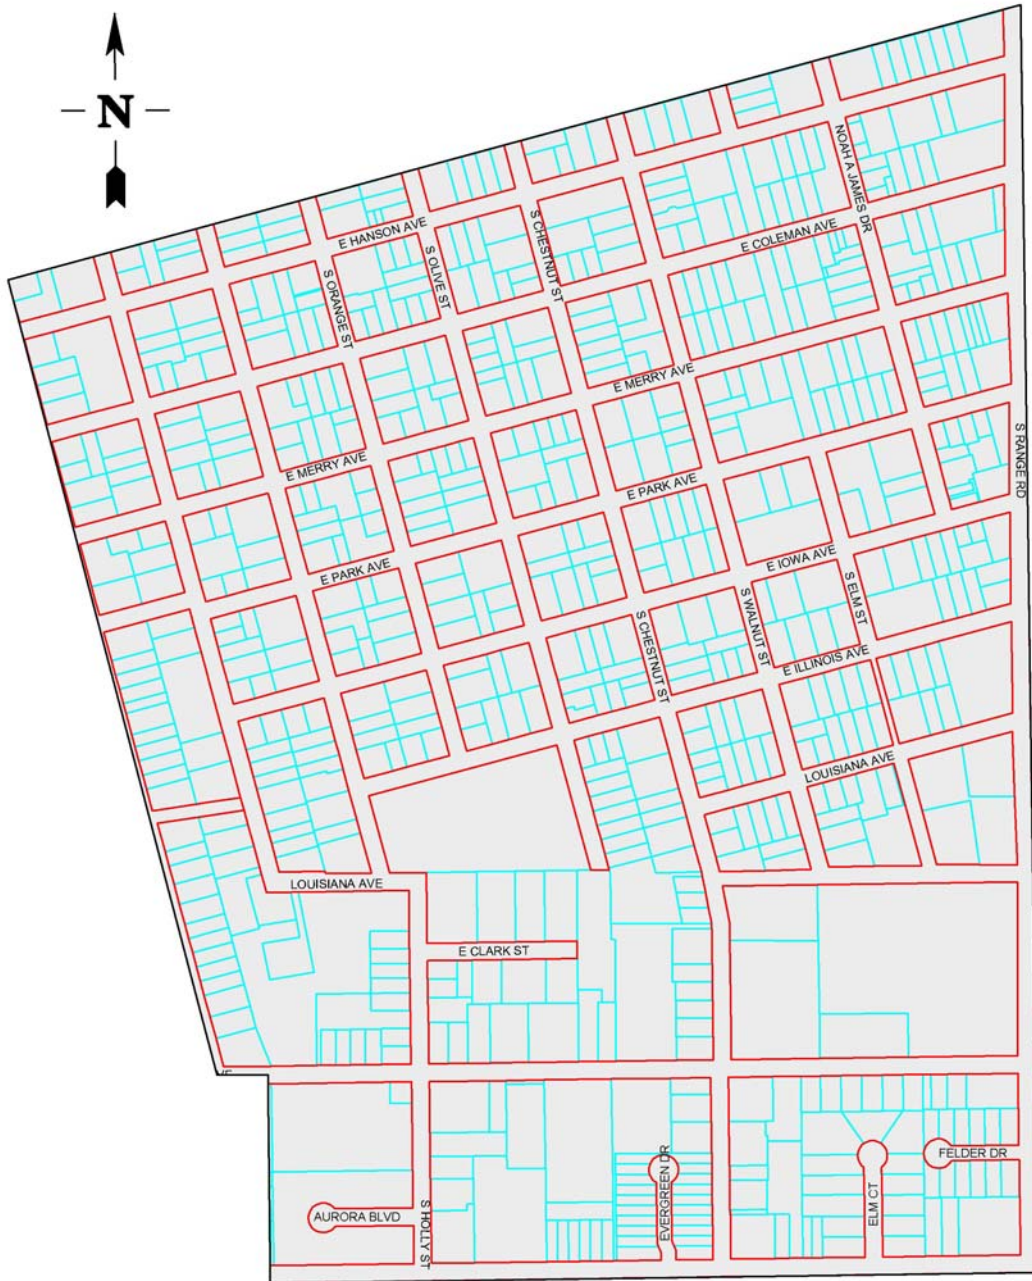 N
NOAH A JAMES DR
S CHESTNUT ST
E HANSON AVE
E COLEMAN AVE
S OLIVE ST
S ORANGE ST
E MERRY AVE
S RANGE RD
E MERRY AVE
E PARK AVE
E IOWA AVE
E PARK AVE
S ELM ST
S WALNUT ST
S CHESTNUT ST
E ILLINOIS AVE
LOUISIANA AVE
LOUISIANA AVE
E CLARK ST
VE
FELDER DR
EVERGREEN DR
ELM CT
AURORA BLVD
S HOLLY ST